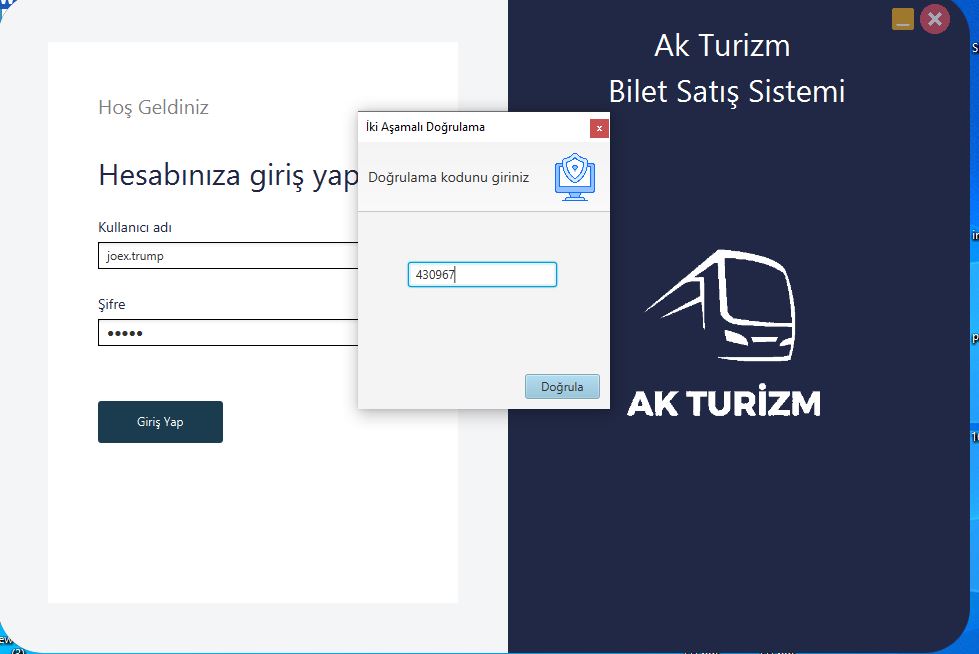 Ak Turizm
Bilet Satış Sistemi
Hoş Geldiniz
Hesabınıza giriş yap
Kullanıcı adı
joex.trump
Şifre
•••••
Giriş Yap
İki Aşamalı Doğrulama
x
Doğrulama kodunu giriniz
430967
Doğrula
AK TURİZM